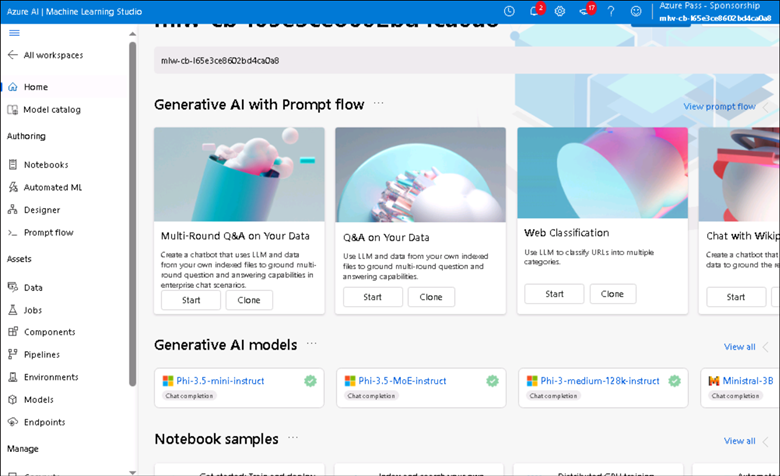 Azure AI | Machine Learning Studio
2
17
Azure Pass - Sponsorship
mlw-cb-l65e3ce8602bd4ca0a8
All workspaces
Home
Model catalog
Authoring
Notebooks
Automated ML
Designer
Prompt flow
Assets
Data
Jobs
Components
Pipelines
Environments
Models
Endpoints
Manage
mlw-cb-l65e3ce8602bd4ca0a8
mlw-cb-l65e3ce8602bd4ca0a8
Generative AI with Prompt flow ...
View prompt flow
Multi-Round Q&A on Your Data
Create a chatbot that uses LLM and data
from your own indexed files to ground multi-
round question and answering capabilities in
enterprise chat scenarios.
Start Clone
Q&A on Your Data
Use LLM and data from your own indexed
files to ground multi-round question and
answering capabilities.
Start Clone
Web Classification
Use LLM to classify URLs into multiple
categories.
Start Clone
Chat with Wikip
Create a chatbot that
data to ground the re
Start
Generative AI models ...
View all
Phi-3.5-mini-instruct
Chat completion
Phi-3.5-MoE-instruct
Chat completion
Phi-3-medium-128k-instruct
Chat completion
Ministral-3B
Chat completion
Notebook samples ...
View all